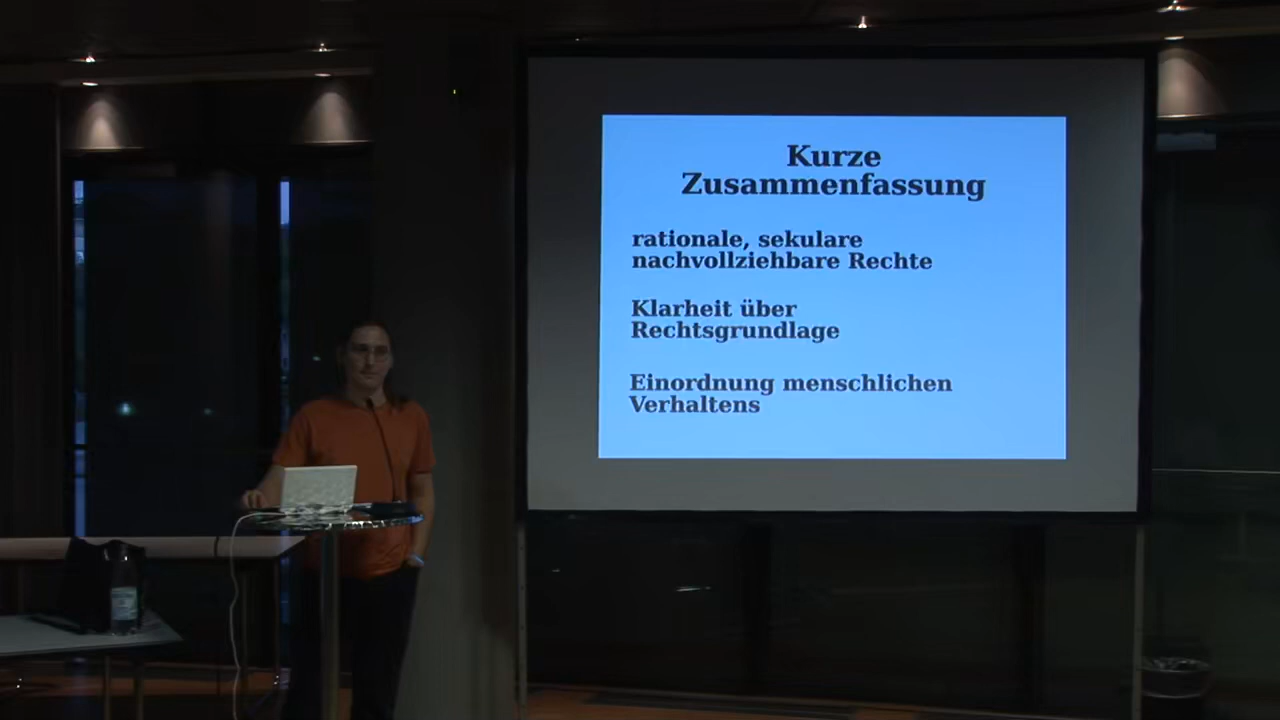 Kurze
Zusammenfassung
rationale, sekulare
nachvollziehbare Rechte
Klarheit über
Rechtsgrundlage
Einordnung menschlichen
Verhaltens